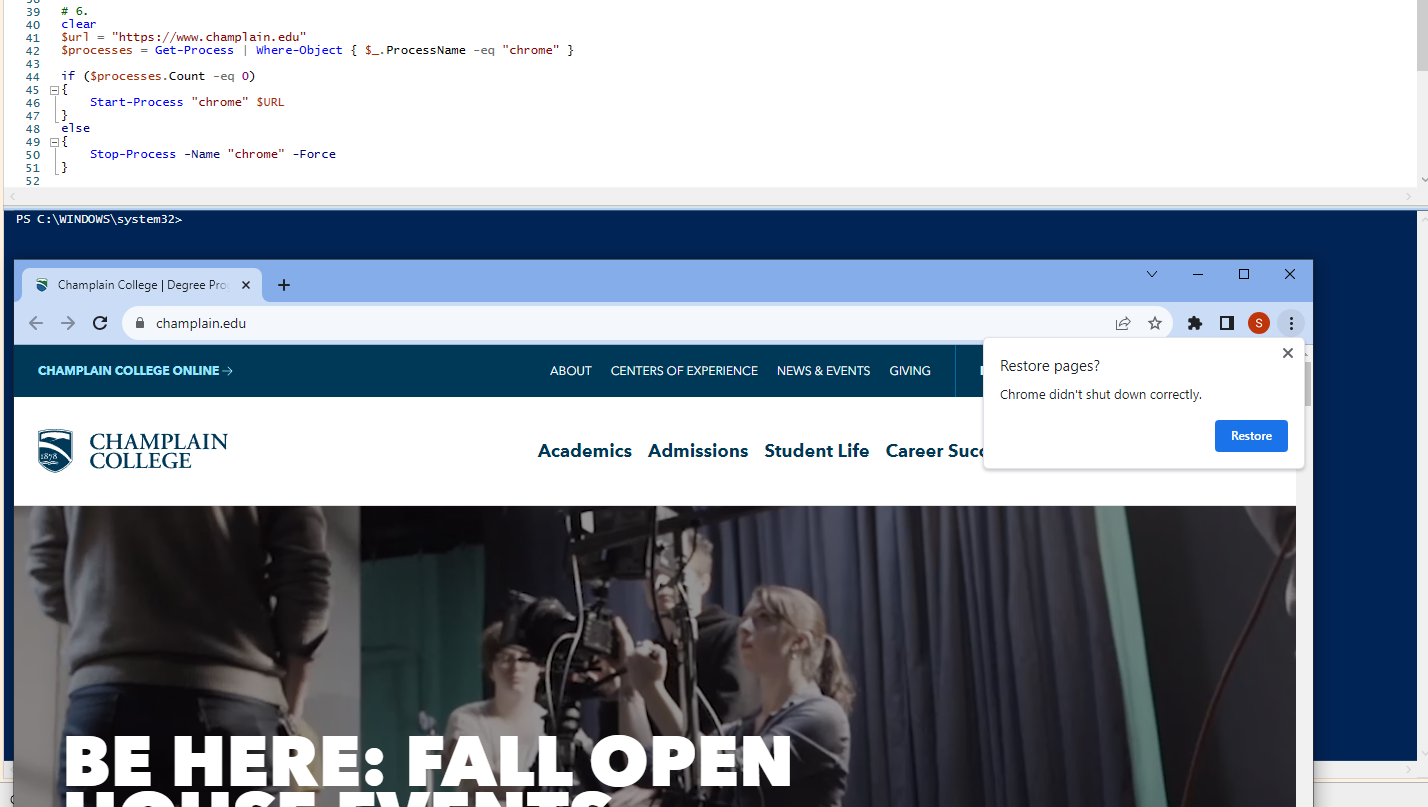 39 # 6.
40 clear
41 $url = "https://www.champlain.edu"
42 $processes = Get-Process | Where-Object { $_.ProcessName -eq "chrome" }
43
44 if ($processes.Count -eq 0)
45 {
46 Start-Process "chrome" $URL
47 }
48 else
49 {
50 Stop-Process -Name "chrome" -Force
51 }
52
PS C:\WINDOWS\system32>
Champlain College | Degree Pro
champlain.edu
S
CHAMPLAIN COLLEGE ONLINE →
ABOUT CENTERS OF EXPERIENCE NEWS & EVENTS GIVING
Restore pages?
Chrome didn't shut down correctly.
Restore
1878
CHAMPLAIN
COLLEGE
Academics Admissions Student Life Career Succ
BE HERE: FALL OPEN
HOUSE EVENTS